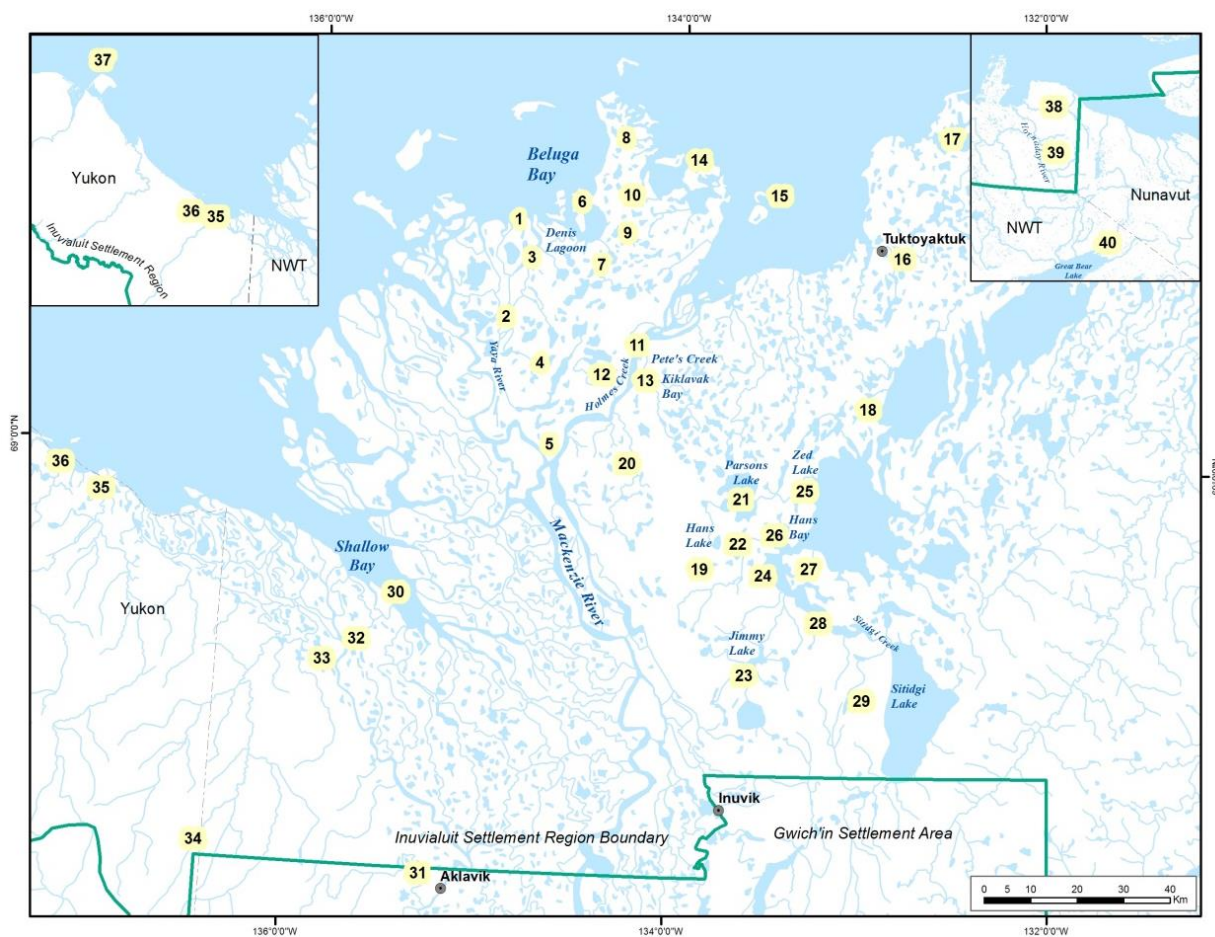 136°0'0"W
134°0'0"W
132°0'0"W
37
Yukon
36
35
Inuvialuit Settlement Region
NWT
38
Hornaday River
39
Nunavut
NWT
40
Great Bear
Lake
8
17
Beluga
Bay
14
6
10
15
1
9
Denis
Lagoon
3
7
Tuktoyaktuk
16
2
11
Yaya River
4
Pete's Creek
12
Holmes Creek
13
Kiklavak
Bay
18
69°0'0"N
5
20
36
35
Parsons
Lake
21
Zed
Lake
25
69°0'0"N
Hans
Lake
22
26
Hans
Bay
19
24
27
Mackenzie River
Shallow
Bay
30
Yukon
32
33
28
Sitidgi Creek
Jimmy
Lake
23
29
Sitidgi
Lake
Inuvik
34
Inuvialuit Settlement Region Boundary
Gwich'in Settlement Area
31
Aklavik
0 5 10 20 30 40
Km
136°0'0"W
134°0'0"W
132°0'0"W